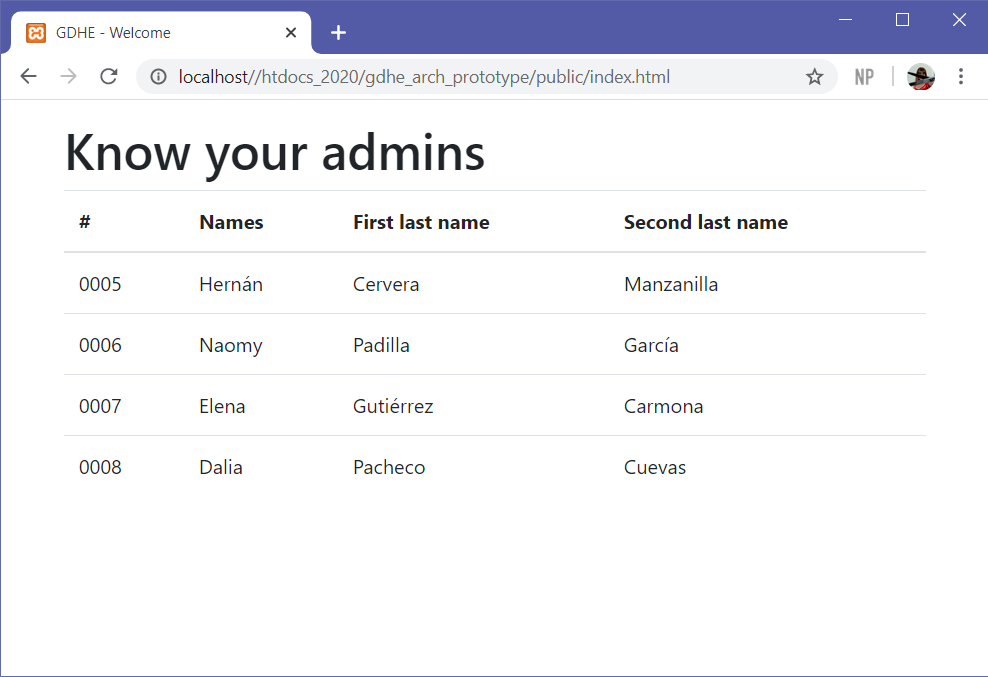 GDHE - Welcome
localhost//htdocs_2020/gdhe_arch_prototype/public/index.html NP
Know your admins
# Names First last name Second last name
0005 Hernán Cervera Manzanilla
0006 Naomy Padilla García
0007 Elena Gutiérrez Carmona
0008 Dalia Pacheco Cuevas